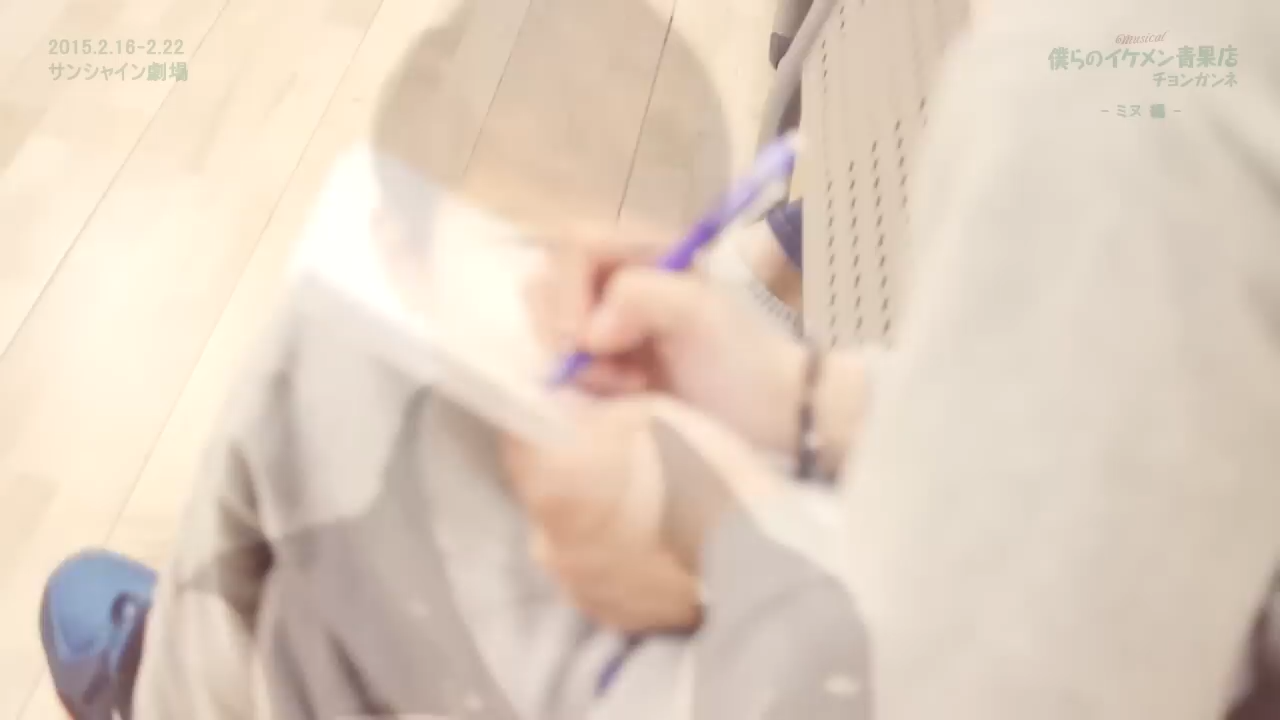 2015.2.16-2.22
サンシャイン劇場
Musical
僕らのイケメン青果店
チョンガンネ
- ミヌ 編 -